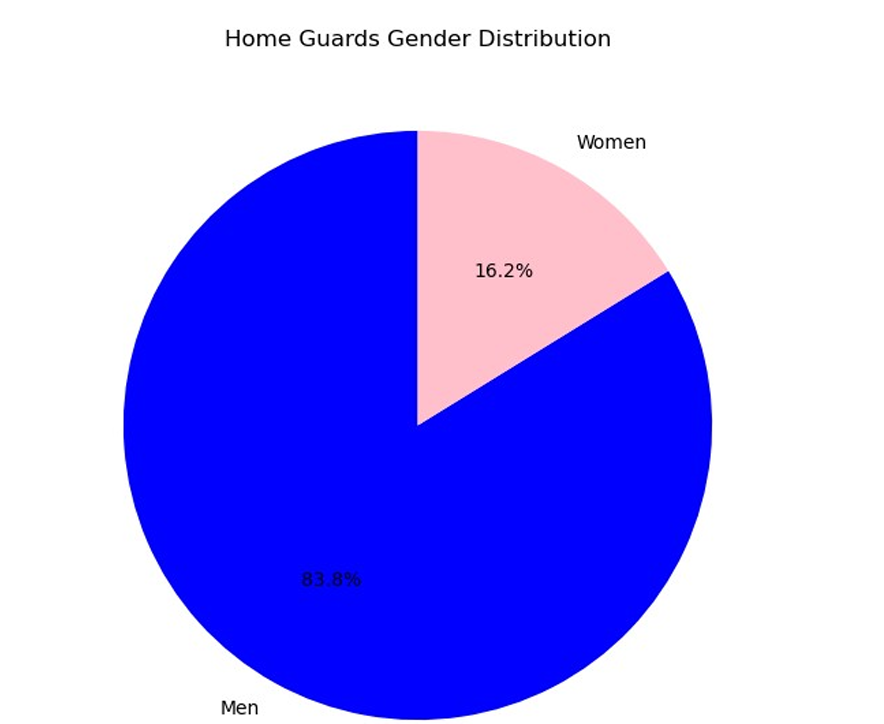 Home Guards Gender Distribution
Women
16.2%
83.8%
Men